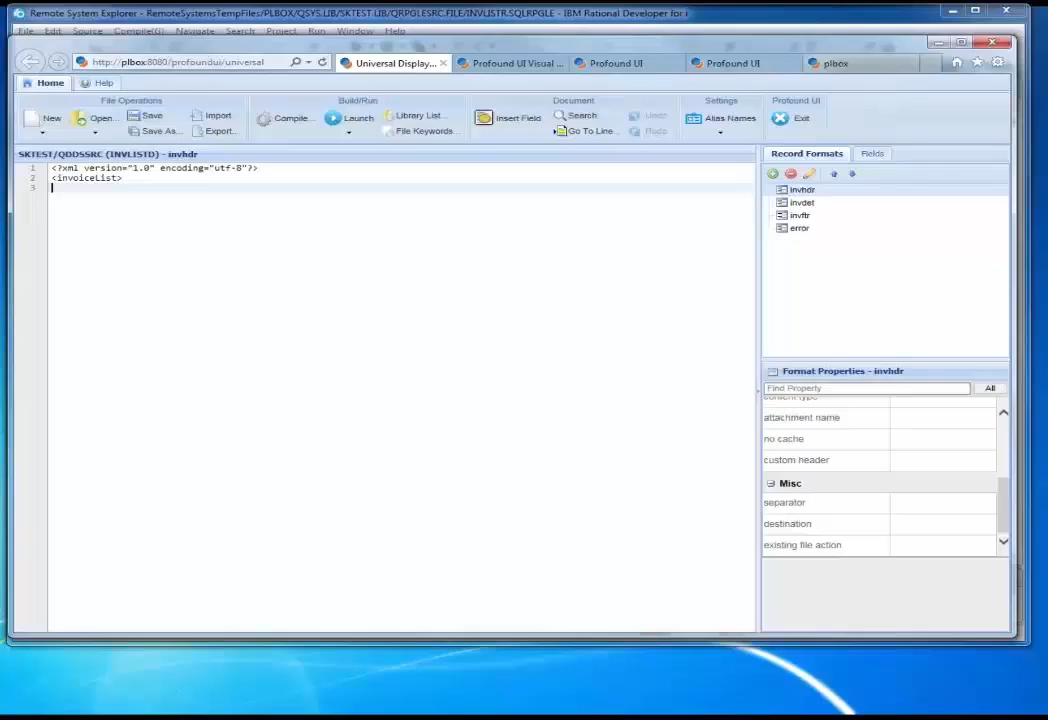 Remote System Explorer - RemoteSystemsTempFiles/PLBOX/QSYS.LIB/SKTEST.LIB/QRPGLESRC.FILE/INVLISTR.SQLRPGLE - IBM Rational Developer for i
File Edit Source Compile(G) Navigate Search Project Run Window Help
http://plbox:8080/profoundui/universal
Universal Display...
Profound UI Visual ...
Profound UI
Profound UI
plbox
Home Help
File Operations Build/Run Document Settings Profound UI
New Open... Save Import Compile... Launch Library List... Insert Field Search Undo Alias Names Exit
Save As... Export... File Keywords... Go To Line... Redo
SKTEST/QDDSSRC (INVLISTD) - invhdr
1 <?xml version="1.0" encoding="utf-8"?>
2 <invoiceList>
3
Record Formats Fields
invhdr
invdet
invftr
error
Format Properties - invhdr
Find Property All
content type
attachment name
no cache
custom header
Misc
separator
destination
existing file action